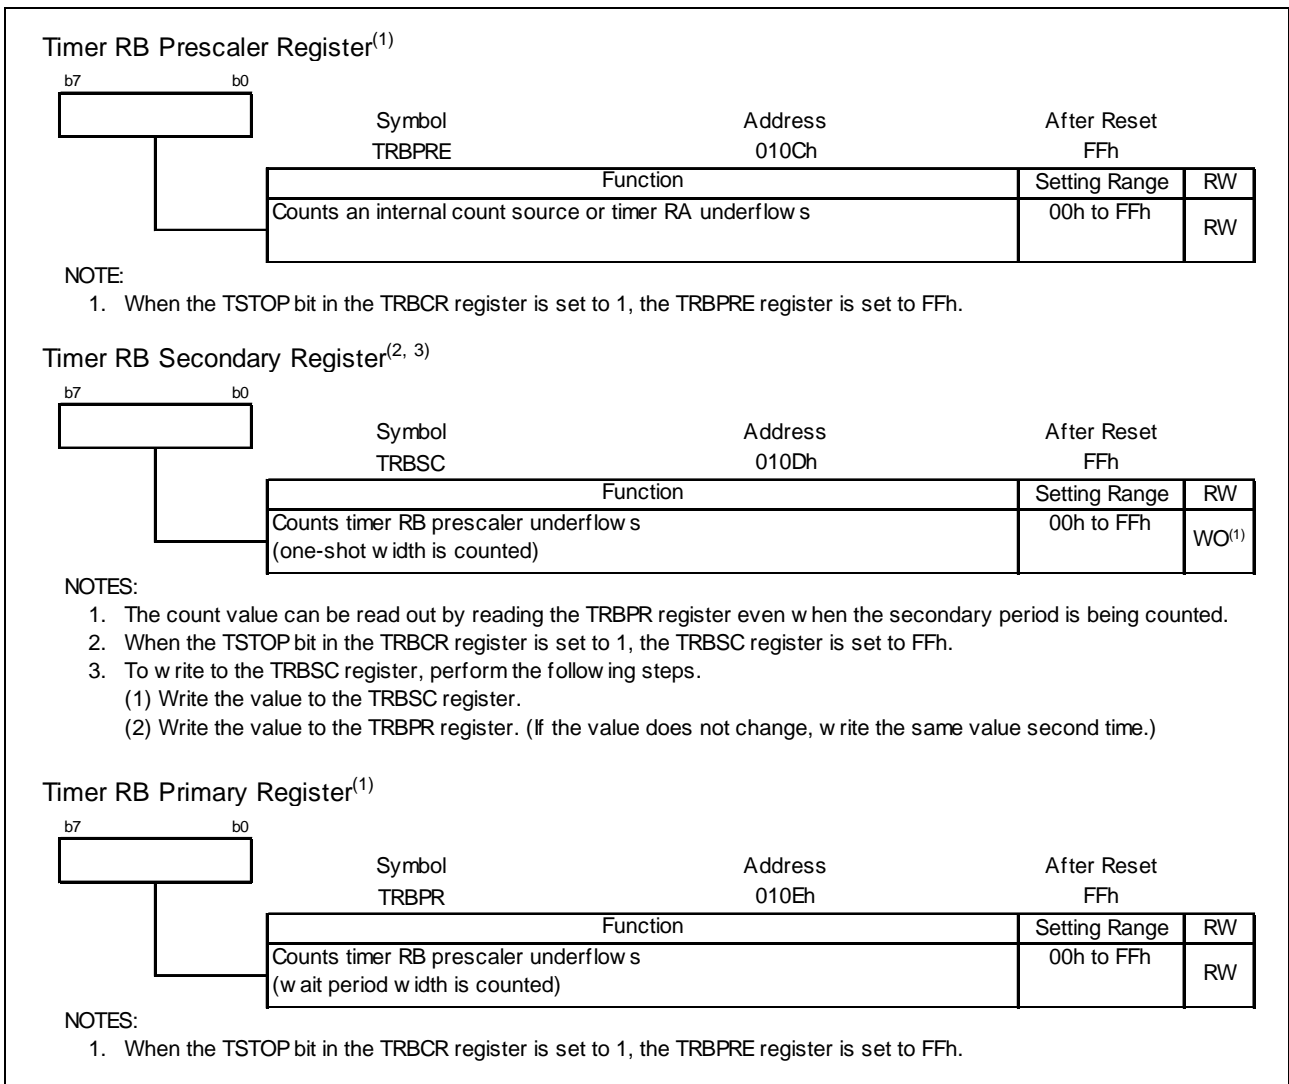 Timer RB Prescaler Register(1)
b7 b0
Symbol Address After Reset
TRBPRE 010Ch FFh
Function Setting Range RW
Counts an internal count source or timer RA underflows 00h to FFh RW
NOTE:
1. When the TSTOP bit in the TRBCR register is set to 1, the TRBPRE register is set to FFh.
Timer RB Secondary Register(2, 3)
b7 b0
Symbol Address After Reset
TRBSC 010Dh FFh
Function Setting Range RW
Counts timer RB prescaler underflows 00h to FFh WO(1)
(one-shot width is counted)
NOTES:
1. The count value can be read out by reading the TRBPR register even when the secondary period is being counted.
2. When the TSTOP bit in the TRBCR register is set to 1, the TRBSC register is set to FFh.
3. To write to the TRBSC register, perform the following steps.
(1) Write the value to the TRBSC register.
(2) Write the value to the TRBPR register. (If the value does not change, write the same value second time.)
Timer RB Primary Register(1)
b7 b0
Symbol Address After Reset
TRBPR 010Eh FFh
Function Setting Range RW
Counts timer RB prescaler underflows 00h to FFh RW
(wait period width is counted)
NOTES:
1. When the TSTOP bit in the TRBCR register is set to 1, the TRBPRE register is set to FFh.